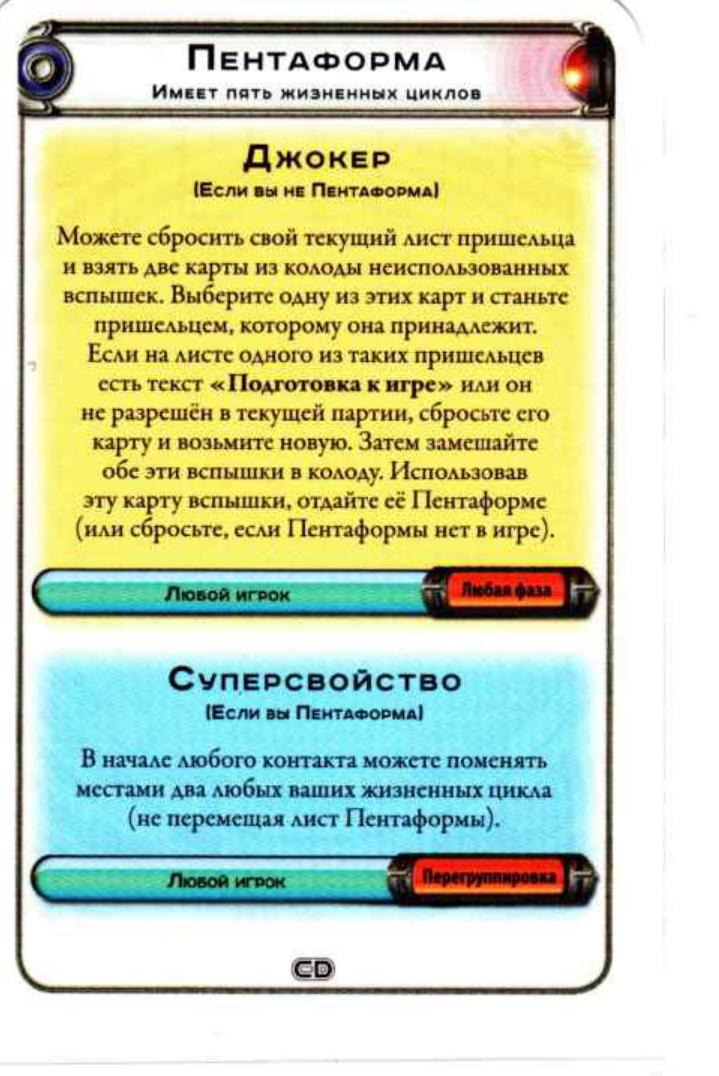 Пентаформа
Имеет пять жизненных циклов
Джокер
(Если вы не Пентаформа)
Можете сбросить свой текущий лист пришельца
и взять две карты из колоды неиспользованных
вспышек. Выберите одну из этих карт и станьте
пришельцем, которому она принадлежит.
Если на листе одного из таких пришельцев
есть текст «Подготовка к игре» или он
не разрешён в текущей партии, сбросьте его
карту и возьмите новую. Затем замешайте
обе эти вспышки в колоду. Использовав
эту карту вспышки, отдайте её Пентаформе
(или сбросьте, если Пентаформы нет в игре).
Любой игрок
Любая фаза
Суперсвойство
(Если вы Пентаформа)
В начале любого контакта можете поменять
местами два любых ваших жизненных цикла
(не перемещая лист Пентаформы).
Любой игрок
Перегруппировка
CD